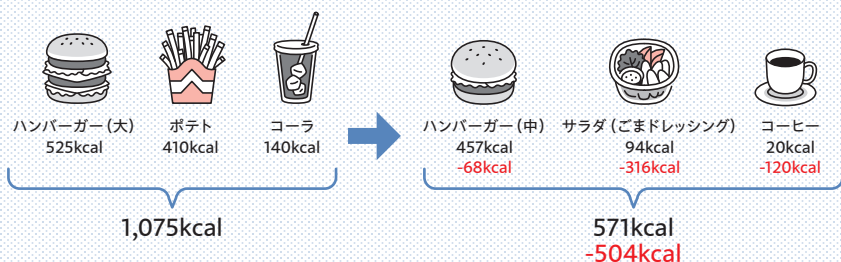 ハンバーガー（大）
525kcal
ポテト
410kcal
コーラ
140kcal
1,075kcal
ハンバーガー（中）
457kcal
-68kcal
サラダ（ごまドレッシング）
94kcal
-316kcal
コーヒー
20kcal
-120kcal
571kcal
-504kcal